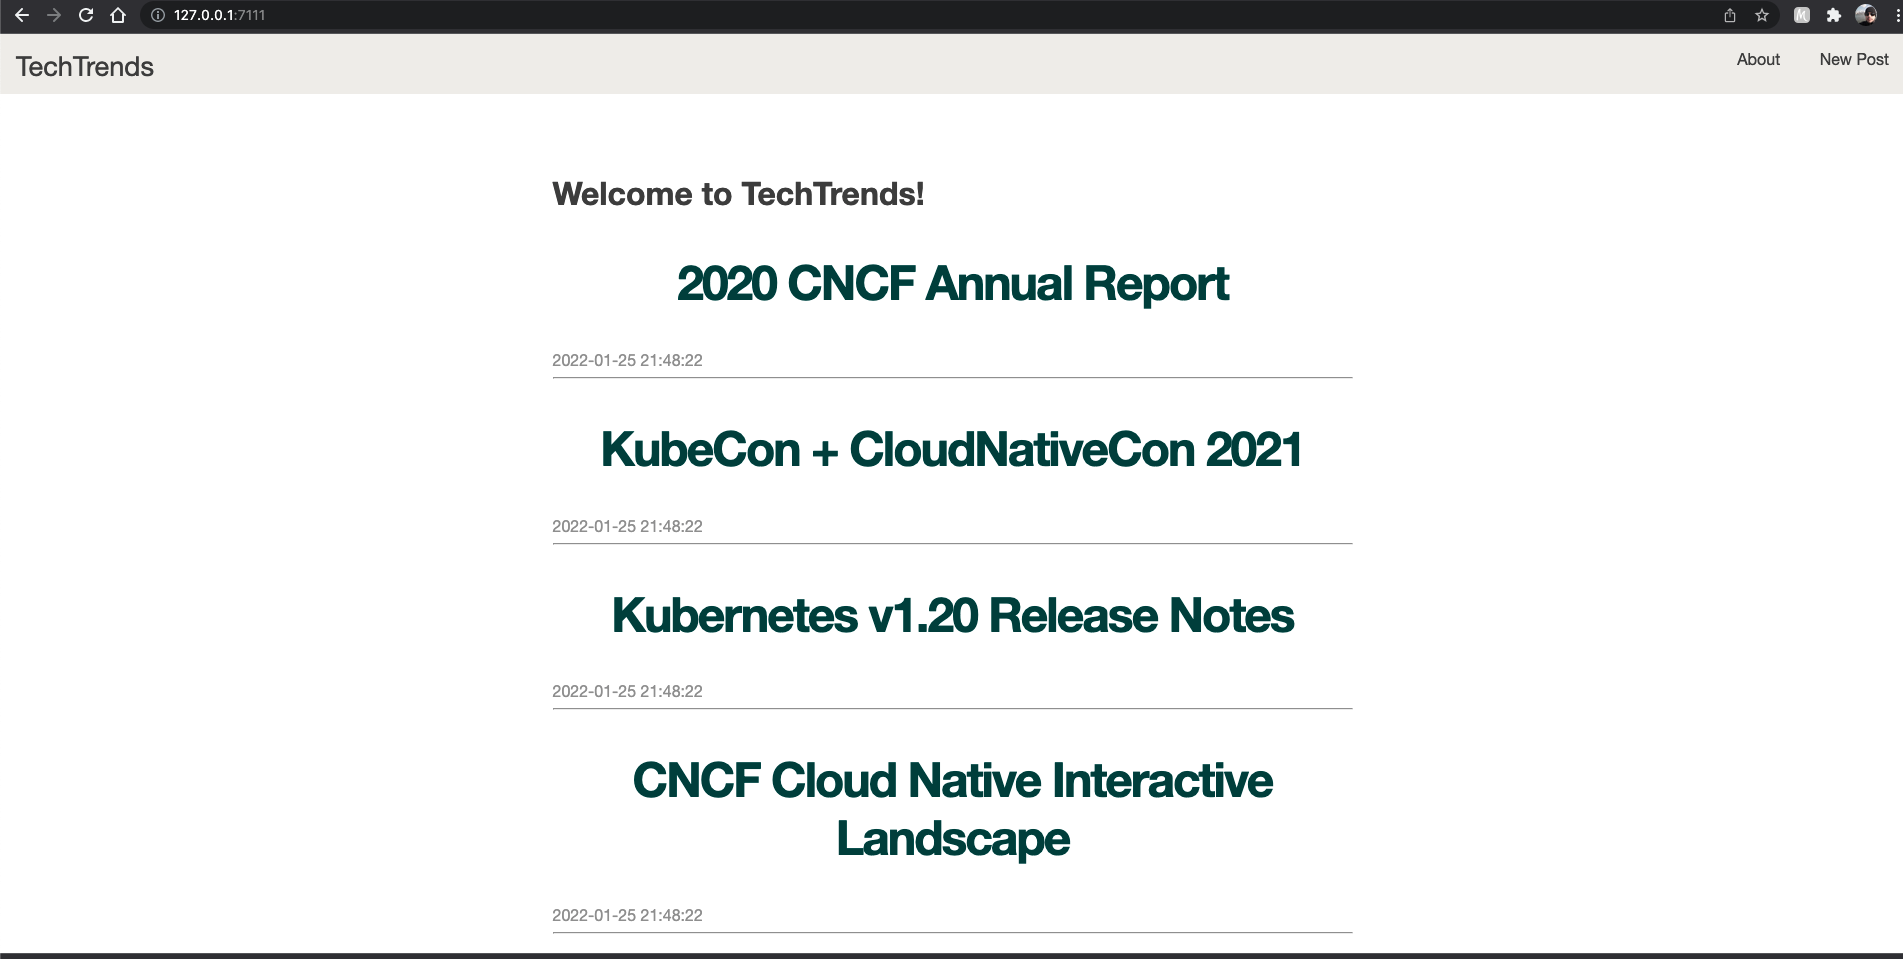 127.0.0.1:7111
TechTrends
About
New Post
Welcome to TechTrends!
2020 CNCF Annual Report
2022-01-25 21:48:22
KubeCon + CloudNativeCon 2021
2022-01-25 21:48:22
Kubernetes v1.20 Release Notes
2022-01-25 21:48:22
CNCF Cloud Native Interactive
Landscape
2022-01-25 21:48:22